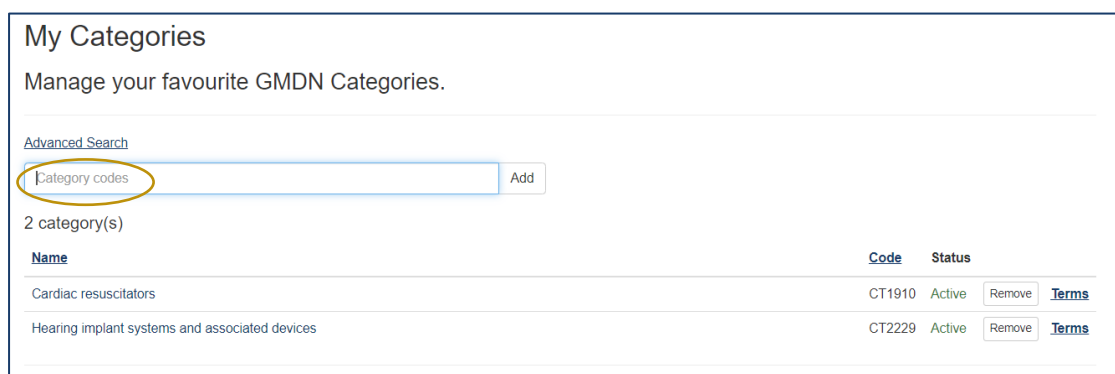 My Categories
Manage your favourite GMDN Categories.
Advanced Search
Category codes Add
2 category(s)
Name Code Status
Cardiac resuscitators CT1910 Active Remove Terms
Hearing implant systems and associated devices CT2229 Active Remove Terms